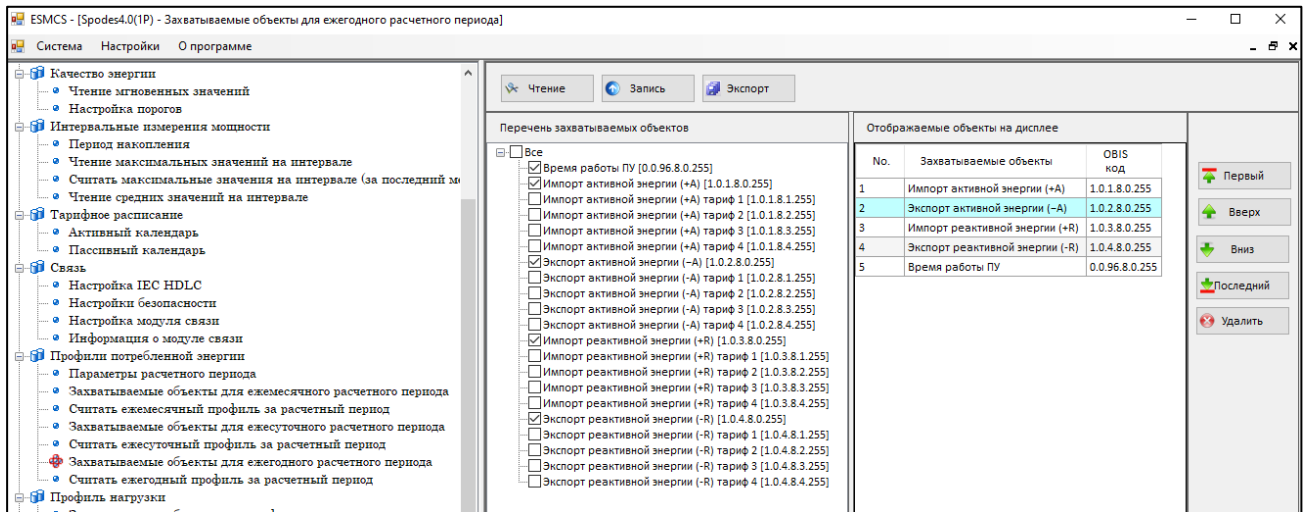 ESMCS - [Spodes4.0(1P) - Захватываемые объекты для ежегодного расчетного периода]
Система Настройки О программе
Качество энергии
Чтение мгновенных значений
Настройка порогов
Интервальные измерения мощности
Период накопления
Чтение максимальных значений на интервале
Считать максимальные значения на интервале (за последний ме
Чтение средних значений на интервале
Тарифное расписание
Активный календарь
Пассивный календарь
Связь
Настройка IEC HDLC
Настройки безопасности
Настройка модуля связи
Информация о модуле связи
Профили потребленной энергии
Параметры расчетного периода
Захватываемые объекты для ежемесячного расчетного периода
Считать ежемесячный профиль за расчетный период
Захватываемые объекты для ежесуточного расчетного периода
Считать ежесуточный профиль за расчетный период
Захватываемые объекты для ежегодного расчетного периода
Считать ежегодный профиль за расчетный период
Профиль нагрузки
Чтение Запись Экспорт
Перечень захватываемых объектов
Все
Время работы ПУ [0.0.96.8.0.255]
Импорт активной энергии (+A) [1.0.1.8.0.255]
Импорт активной энергии (+A) тариф 1 [1.0.1.8.1.255]
Импорт активной энергии (+A) тариф 2 [1.0.1.8.2.255]
Импорт активной энергии (+A) тариф 3 [1.0.1.8.3.255]
Импорт активной энергии (+A) тариф 4 [1.0.1.8.4.255]
Экспорт активной энергии (–A) [1.0.2.8.0.255]
Экспорт активной энергии (-A) тариф 1 [1.0.2.8.1.255]
Экспорт активной энергии (-A) тариф 2 [1.0.2.8.2.255]
Экспорт активной энергии (-A) тариф 3 [1.0.2.8.3.255]
Экспорт активной энергии (-A) тариф 4 [1.0.2.8.4.255]
Импорт реактивной энергии (+R) [1.0.3.8.0.255]
Импорт реактивной энергии (+R) тариф 1 [1.0.3.8.1.255]
Импорт реактивной энергии (+R) тариф 2 [1.0.3.8.2.255]
Импорт реактивной энергии (+R) тариф 3 [1.0.3.8.3.255]
Импорт реактивной энергии (+R) тариф 4 [1.0.3.8.4.255]
Экспорт реактивной энергии (-R) [1.0.4.8.0.255]
Экспорт реактивной энергии (-R) тариф 1 [1.0.4.8.1.255]
Экспорт реактивной энергии (-R) тариф 2 [1.0.4.8.2.255]
Экспорт реактивной энергии (-R) тариф 3 [1.0.4.8.3.255]
Экспорт реактивной энергии (-R) тариф 4 [1.0.4.8.4.255]
Отображаемые объекты на дисплее
No. Захватываемые объекты OBIS
код
1 Импорт активной энергии (+A) 1.0.1.8.0.255
2 Экспорт активной энергии (–A) 1.0.2.8.0.255
3 Импорт реактивной энергии (+R) 1.0.3.8.0.255
4 Экспорт реактивной энергии (-R) 1.0.4.8.0.255
5 Время работы ПУ 0.0.96.8.0.255
Первый
Вверх
Вниз
Последний
Удалить